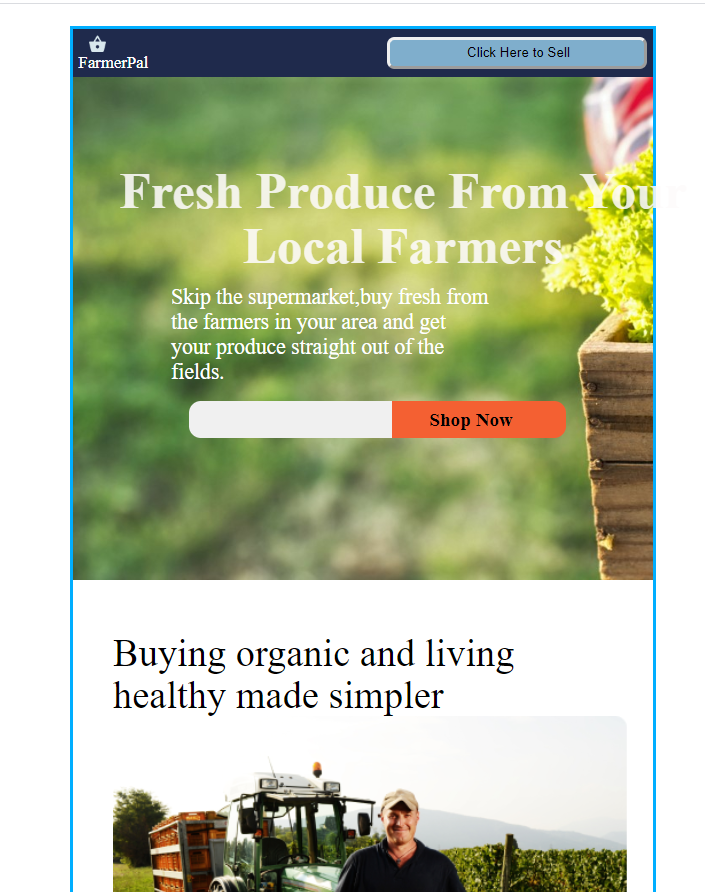 FarmerPal
Click Here to Sell
Fresh Produce From Your
Local Farmers
Skip the supermarket,buy fresh from
the farmers in your area and get
your produce straight out of the
fields.
Shop Now
Buying organic and living
healthy made simpler